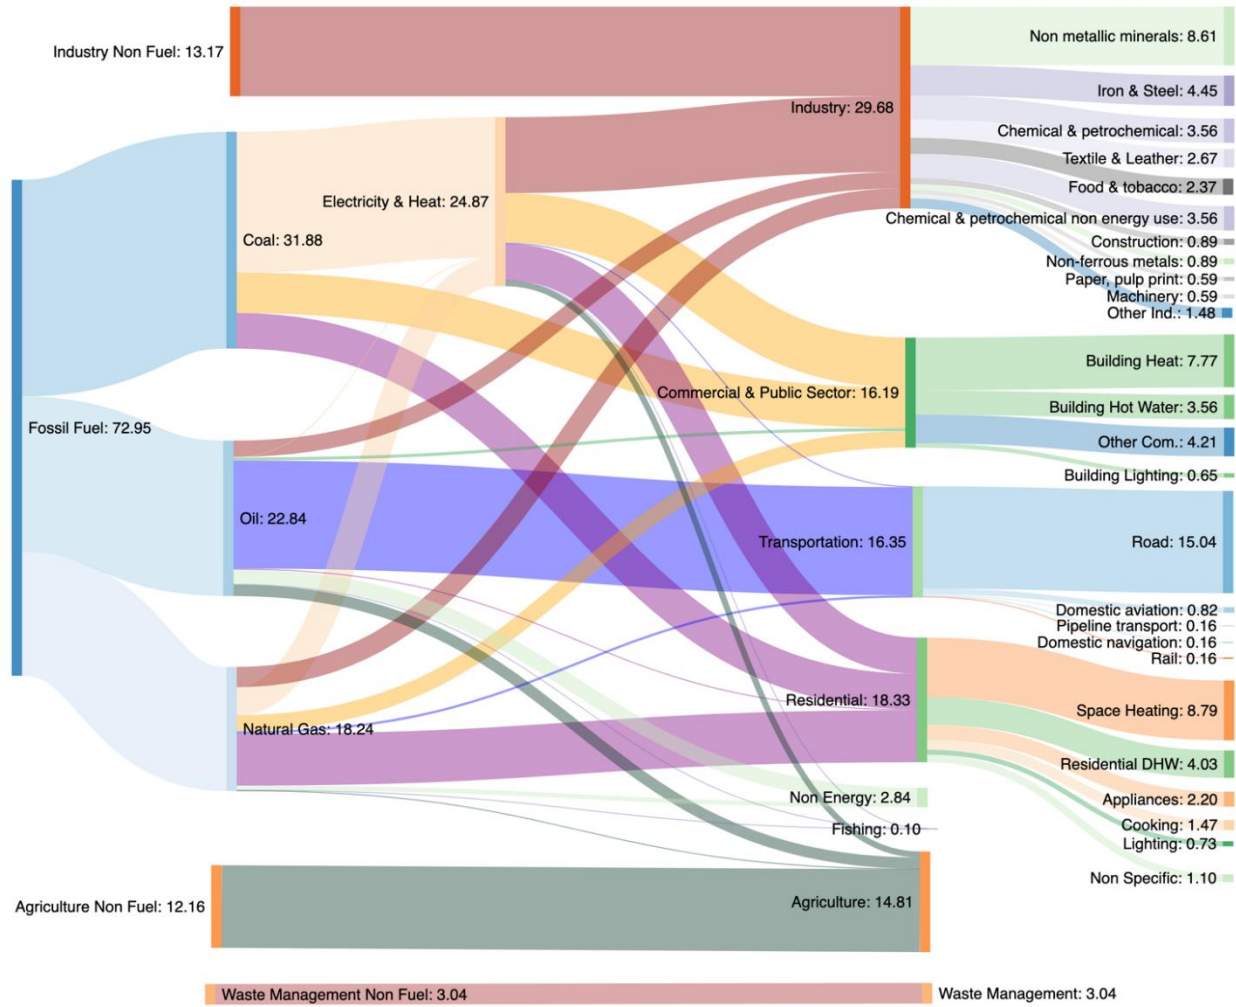 Industry Non Fuel: 13.17
Fossil Fuel: 72.95
Coal: 31.88
Oil: 22.84
Natural Gas: 18.24
Agriculture Non Fuel: 12.16
Waste Management Non Fuel: 3.04
Electricity & Heat: 24.87
Industry: 29.68
Commercial & Public Sector: 16.19
Transportation: 16.35
Residential: 18.33
Non Energy: 2.84
Fishing: 0.10
Agriculture: 14.81
Waste Management: 3.04
Non metallic minerals: 8.61
Iron & Steel: 4.45
Chemical & petrochemical: 3.56
Textile & Leather: 2.67
Food & tobacco: 2.37
Chemical & petrochemical non energy use: 3.56
Construction: 0.89
Non-ferrous metals: 0.89
Paper, pulp print: 0.59
Machinery: 0.59
Other Ind.: 1.48
Building Heat: 7.77
Building Hot Water: 3.56
Other Com.: 4.21
Building Lighting: 0.65
Road: 15.04
Domestic aviation: 0.82
Pipeline transport: 0.16
Domestic navigation: 0.16
Rail: 0.16
Space Heating: 8.79
Residential DHW: 4.03
Appliances: 2.20
Cooking: 1.47
Lighting: 0.73
Non Specific: 1.10